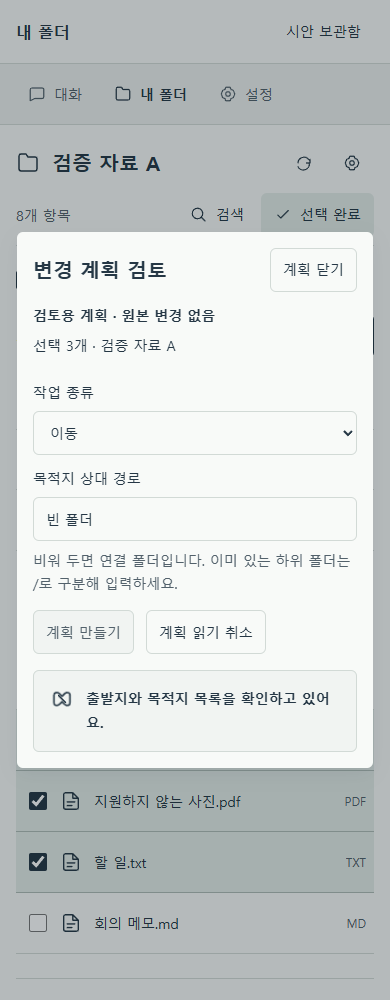 내 폴더
시안 보관함
대화
내 폴더
설정
검증 자료 A
8개 항목
검색
선택 완료
변경 계획 검토
계획 닫기
검토용 계획 · 원본 변경 없음
선택 3개 · 검증 자료 A
작업 종류
이동
목적지 상대 경로
빈 폴더
비워 두면 연결 폴더입니다. 이미 있는 하위 폴더는
/로 구분해 입력하세요.
계획 만들기
계획 읽기 취소
출발지와 목적지 목록을 확인하고 있어
요.
지원하지 않는 사진.pdf
PDF
할 일.txt
TXT
회의 메모.md
MD